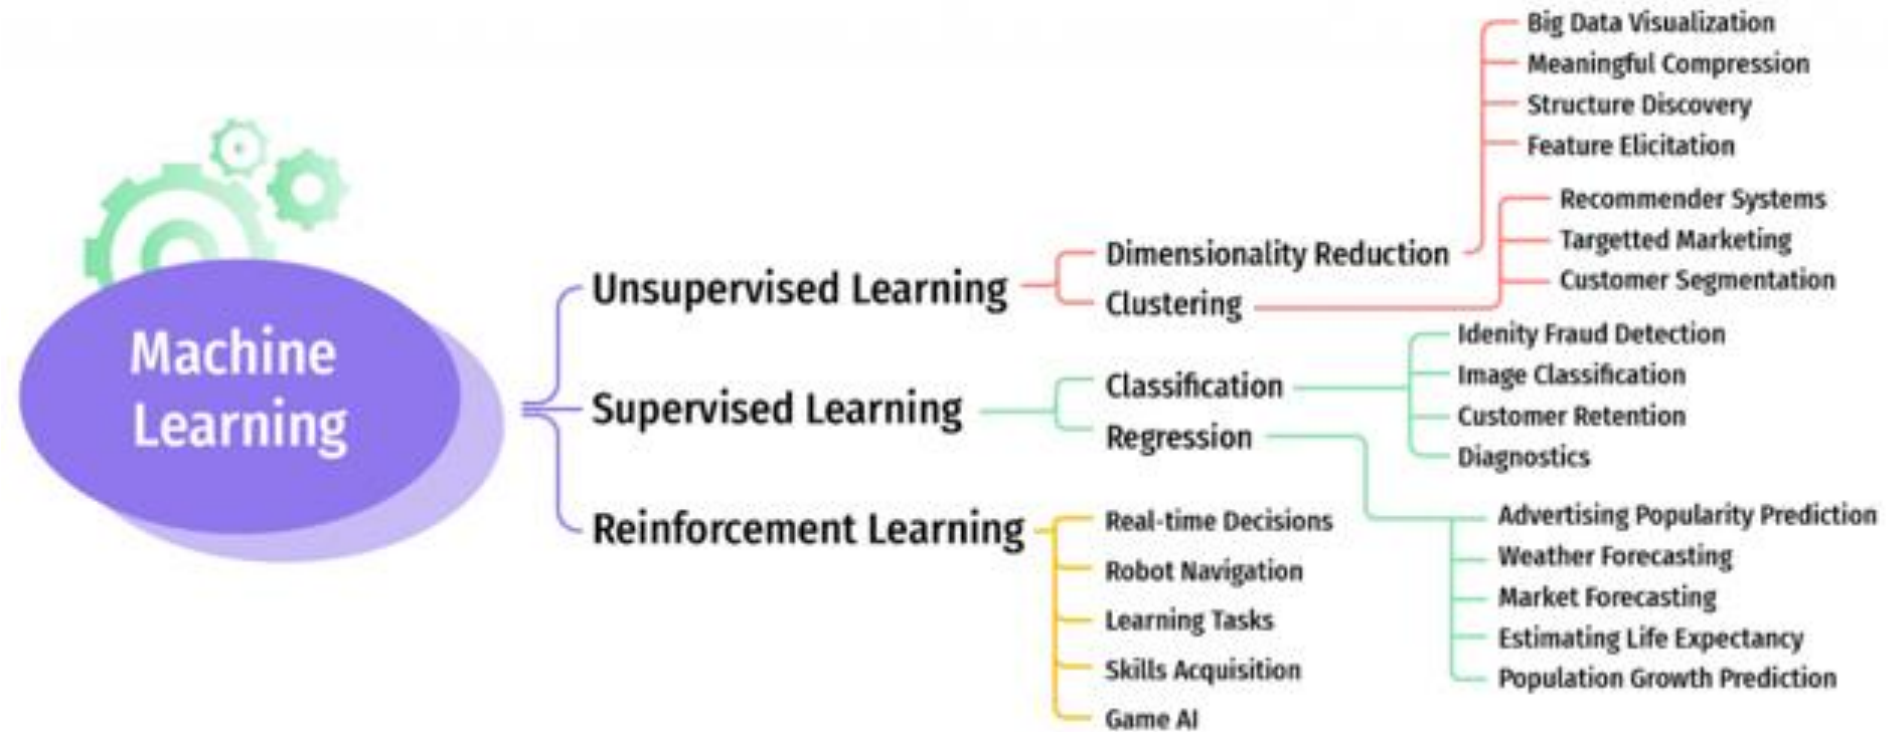 Machine
Learning
Unsupervised Learning
Dimensionality Reduction
Big Data Visualization
Meaningful Compression
Structure Discovery
Feature Elicitation
Clustering
Recommender Systems
Targetted Marketing
Customer Segmentation
Supervised Learning
Classification
Idenity Fraud Detection
Image Classification
Customer Retention
Diagnostics
Regression
Advertising Popularity Prediction
Weather Forecasting
Market Forecasting
Estimating Life Expectancy
Population Growth Prediction
Reinforcement Learning
Real-time Decisions
Robot Navigation
Learning Tasks
Skills Acquisition
Game AI